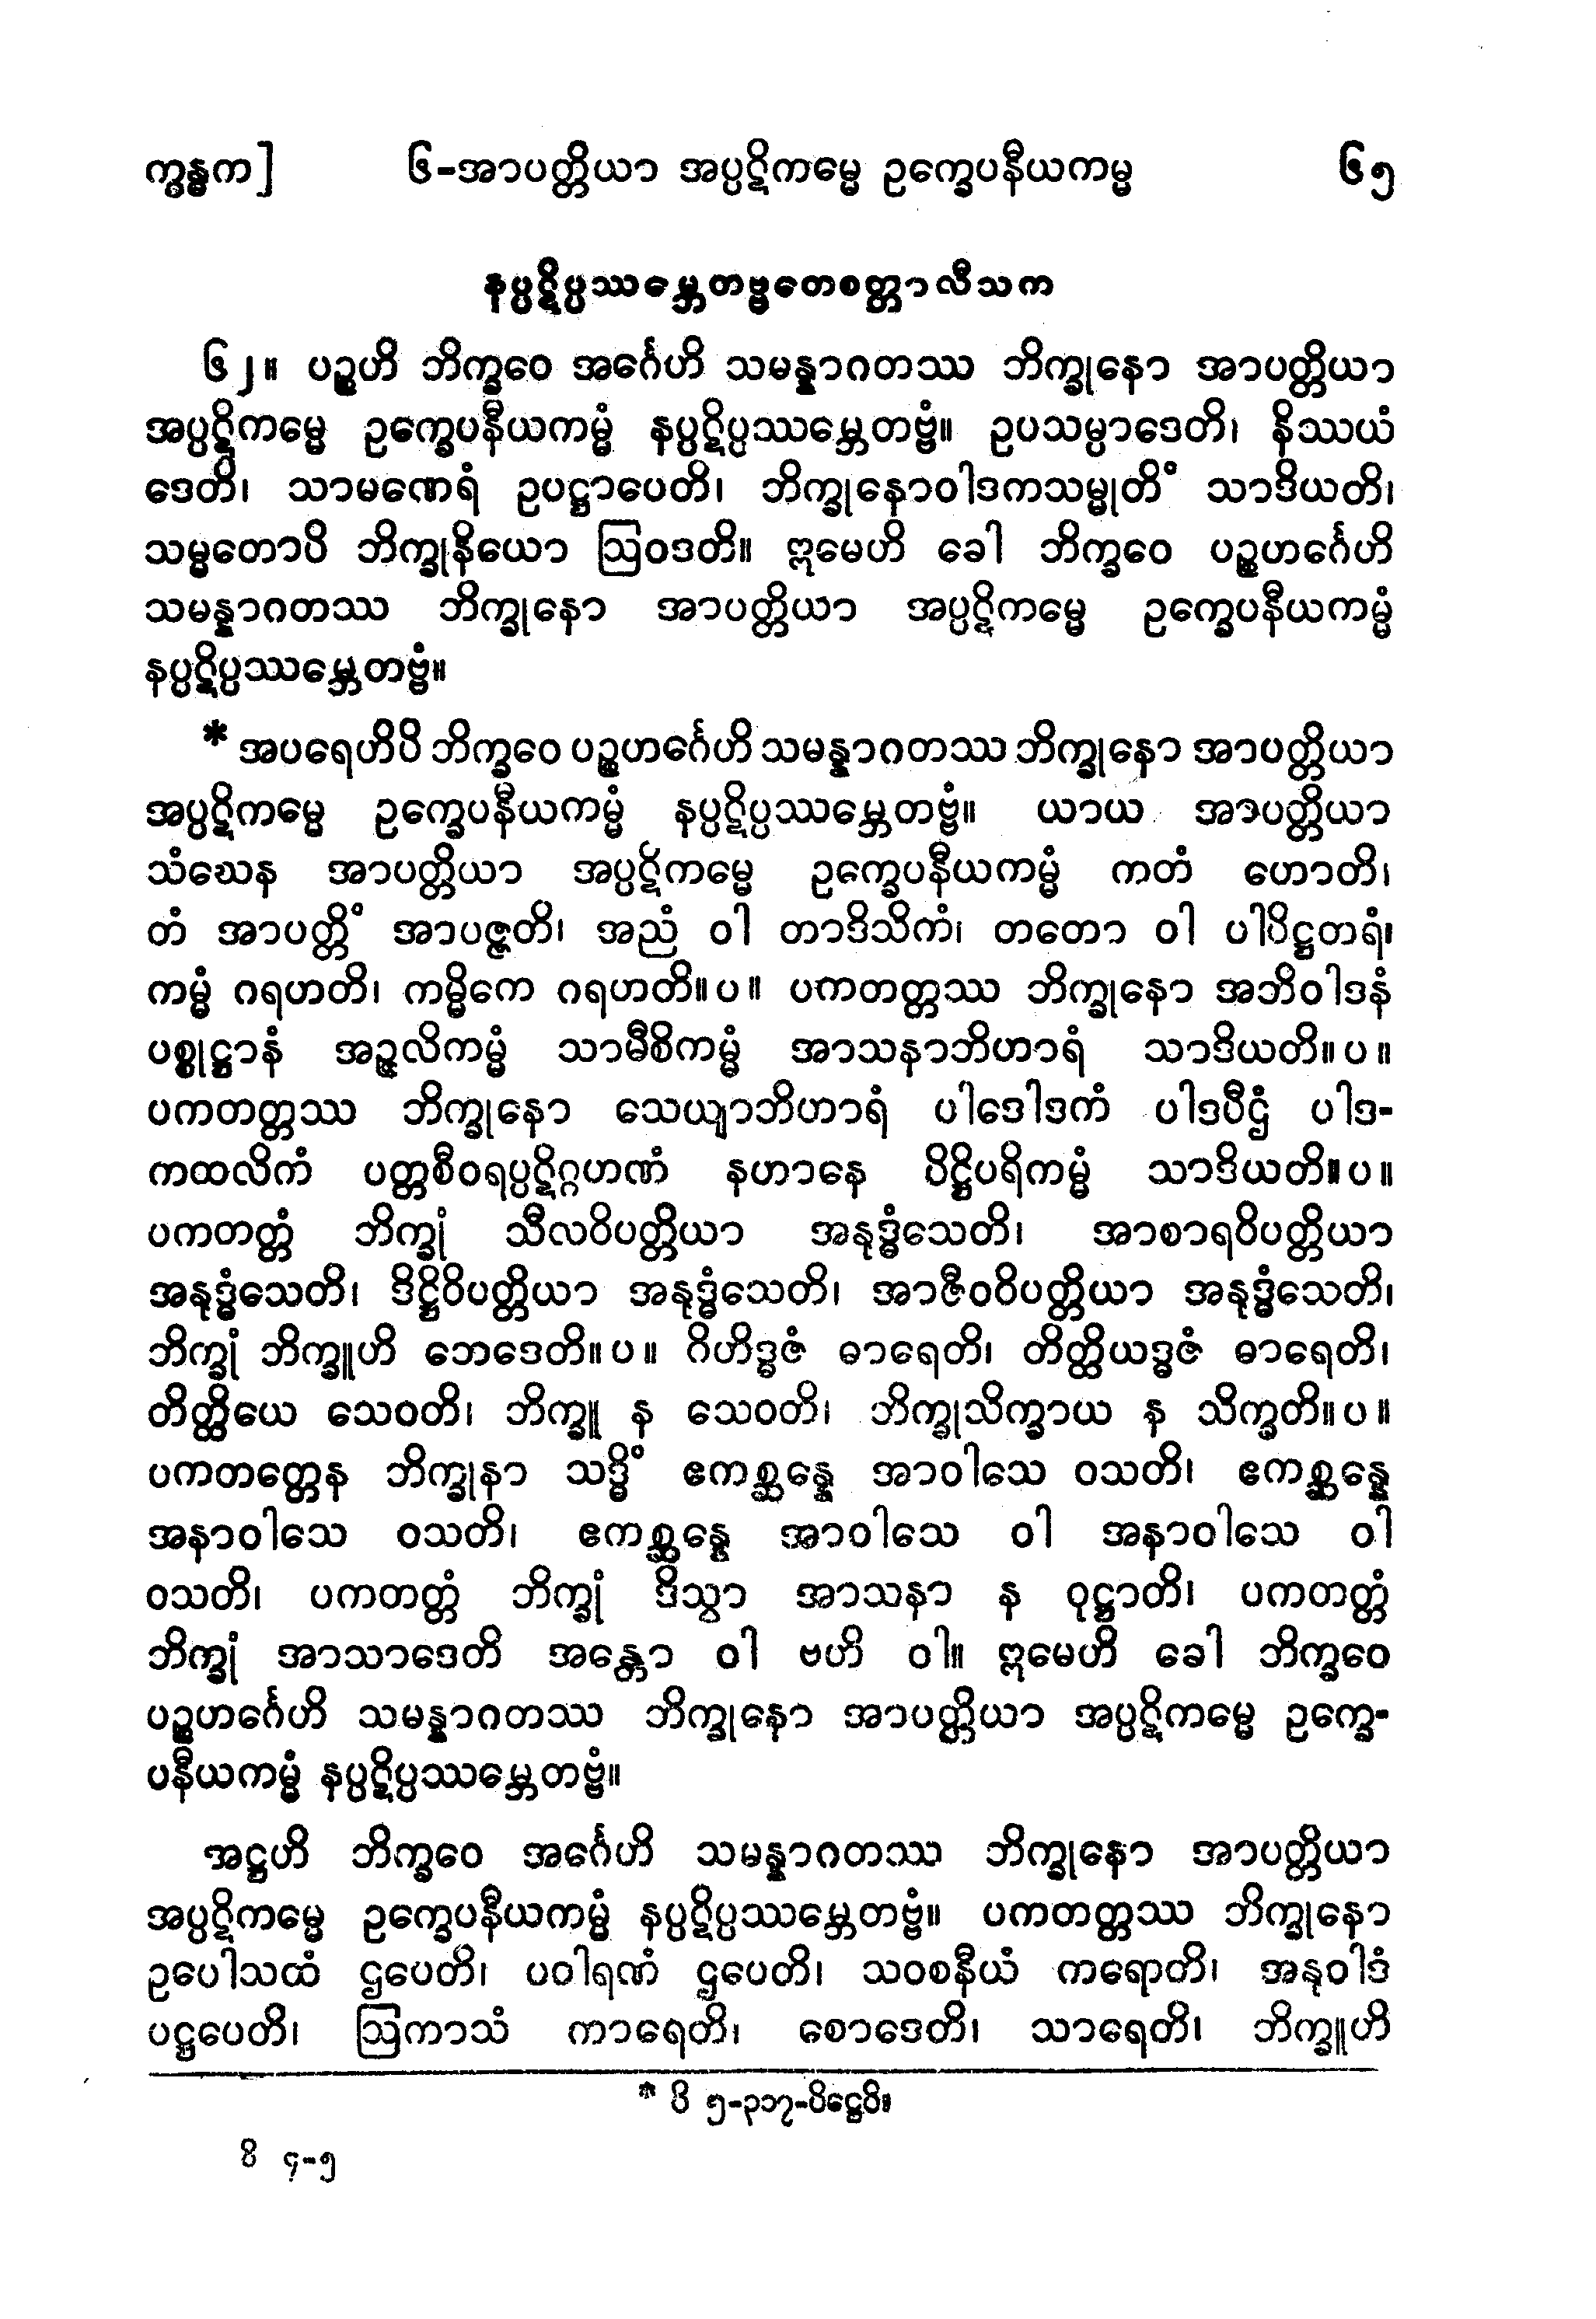 က္ခန္ဓက] ၆-အာပတ္တိယာ အပ္ပဋိကမ္မေ ဥက္ခေပနီယကမ္မ ၆၅
နပ္ပဋိပ္ပဿမ္ဘေတဗ္ဗတေစတ္တာလီသက
၆၂။ ပဉ္စဟိ ဘိက္ခဝေ အင်္ဂေဟိ သမန္နာဂတဿ ဘိက္ခုနော အာပတ္တိယာ
အပ္ပဋိကမ္မေ ဥက္ခေပနီယကမ္မံ နပ္ပဋိပ္ပဿမ္ဘေတဗ္ဗံ။ ဥပသမ္ပာဒေတိ၊ နိဿယံ
ဒေတိ၊ သာမဏေရံ ဥပဋ္ဌာပေတိ၊ ဘိက္ခုနောဝါဒကသမ္မုတိံ သာဒိယတိ၊
သမ္မတောပိ ဘိက္ခုနိယော ဩဝဒတိ။ ဣမေဟိ ခေါ ဘိက္ခဝေ ပဉ္စဟင်္ဂေဟိ
သမန္နာဂတဿ ဘိက္ခုနော အာပတ္တိယာ အပ္ပဋိကမ္မေ ဥက္ခေပနီယကမ္မံ
နပ္ပဋိပ္ပဿမ္ဘေတဗ္ဗံ။
* အပရေဟိပိ ဘိက္ခဝေ ပဉ္စဟင်္ဂေဟိ သမန္နာဂတဿ ဘိက္ခုနော အာပတ္တိယာ
အပ္ပဋိကမ္မေ ဥက္ခေပနီယကမ္မံ နပ္ပဋိပ္ပဿမ္ဘေတဗ္ဗံ။ ယာယ အာပတ္တိယာ
သံဃေန အာပတ္တိယာ အပ္ပဋိကမ္မေ ဥက္ခေပနီယကမ္မံ ကတံ ဟောတိ၊
တံ အာပတ္တိံ အာပဇ္ဇတိ၊ အညံ ဝါ တာဒိသိကံ၊ တတော ဝါ ပါပိဋ္ဌတရံ၊
ကမ္မံ ဂရဟတိ၊ ကမ္မိကေ ဂရဟတိ။ပ။ ပကတတ္တဿ ဘိက္ခုနော အဘိဝါဒနံ
ပစ္စုဋ္ဌာနံ အဉ္ဇလိကမ္မံ သာမီစိကမ္မံ အာသနာဘိဟာရံ သာဒိယတိ။ပ။
ပကတတ္တဿ ဘိက္ခုနော သေယျာဘိဟာရံ ပါဒေါဒကံ ပါဒပီဌံ ပါဒ-
ကထလိကံ ပတ္တစီဝရပ္ပဋိဂ္ဂဟဏံ နဟာနေ ပိဋ္ဌိပရိကမ္မံ သာဒိယတိ။ပ။
ပကတတ္တံ ဘိက္ခုံ သီလဝိပတ္တိယာ အနုဒ္ဓံသေတိ၊ အာစာရဝိပတ္တိယာ
အနုဒ္ဓံသေတိ၊ ဒိဋ္ဌိဝိပတ္တိယာ အနုဒ္ဓံသေတိ၊ အာဇီဝဝိပတ္တိယာ အနုဒ္ဓံသေတိ၊
ဘိက္ခုံ ဘိက္ခူဟိ ဘေဒေတိ။ပ။ ဂိဟိဒ္ဓဇံ ဓာရေတိ၊ တိတ္ထိယဒ္ဓဇံ ဓာရေတိ၊
တိတ္ထိယေ သေဝတိ၊ ဘိက္ခူ န သေဝတိ၊ ဘိက္ခုသိက္ခာယ န သိက္ခတိ။ပ။
ပကတတ္တေန ဘိက္ခုနာ သဒ္ဓိံ ဧကစ္ဆန္နေ အာဝါသေ ဝသတိ၊ ဧကစ္ဆန္နေ
အနာဝါသေ ဝသတိ၊ ဧကစ္ဆန္နေ အာဝါသေ ဝါ အနာဝါသေ ဝါ
ဝသတိ၊ ပကတတ္တံ ဘိက္ခုံ ဒိသွာ အာသနာ န ဝုဋ္ဌာတိ၊ ပကတတ္တံ
ဘိက္ခုံ အာသာဒေတိ အန္တော ဝါ ဗဟိ ဝါ။ ဣမေဟိ ခေါ ဘိက္ခဝေ
ပဉ္စဟင်္ဂေဟိ သမန္နာဂတဿ ဘိက္ခုနော အာပတ္တိယာ အပ္ပဋိကမ္မေ ဥက္ခေ-
ပနီယကမ္မံ နပ္ပဋိပ္ပဿမ္ဘေတဗ္ဗံ။
အဋ္ဌဟိ ဘိက္ခဝေ အင်္ဂေဟိ သမန္နာဂတဿ ဘိက္ခုနော အာပတ္တိယာ
အပ္ပဋိကမ္မေ ဥက္ခေပနီယကမ္မံ နပ္ပဋိပ္ပဿမ္ဘေတဗ္ဗံ။ ပကတတ္တဿ ဘိက္ခုနော
ဥပေါသထံ ဌပေတိ၊ ပဝါရဏံ ဌပေတိ၊ သဝစနီယံ ကရောတိ၊ အနုဝါဒံ
ပဋ္ဌပေတိ၊ ဩကာသံ ကာရေတိ၊ စောဒေတိ၊ သာရေတိ၊ ဘိက္ခူဟိ
* ဝိ ၅-၃၁၇-ပိဋ္ဌေပိ။
ဝိ ၄-၅